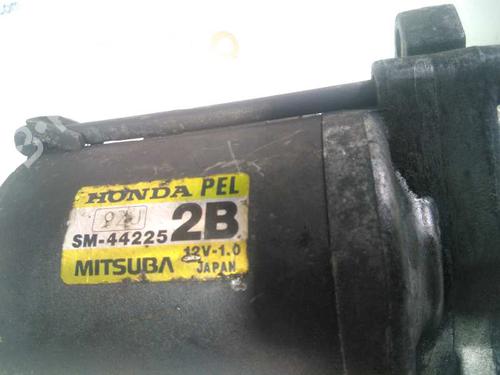 HONDA PEL
SM-44225 2B
12V-1.0
MITSUBA JAPAN